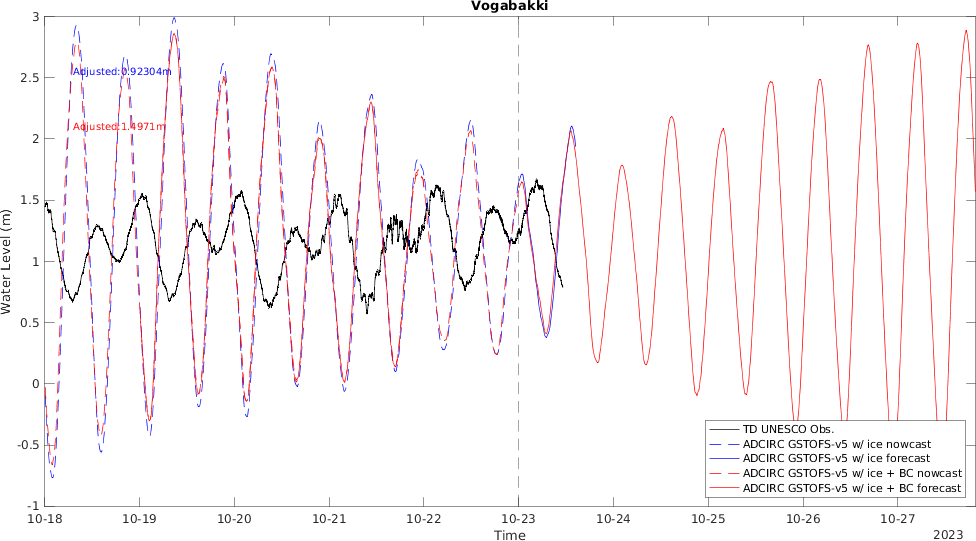 Vogabakki
Water Level (m)
3
2.5
2
1.5
1
0.5
0
-0.5
-1
Adjusted:0.92304m
Adjusted:1.4971m
TD UNESCO Obs.
ADCIRC GSTOFS-v5 w/ ice nowcast
ADCIRC GSTOFS-v5 w/ ice forecast
ADCIRC GSTOFS-v5 w/ ice + BC nowcast
ADCIRC GSTOFS-v5 w/ ice + BC forecast
10-18 10-19 10-20 10-21 10-22 10-23 10-24 10-25 10-26 10-27
Time
2023